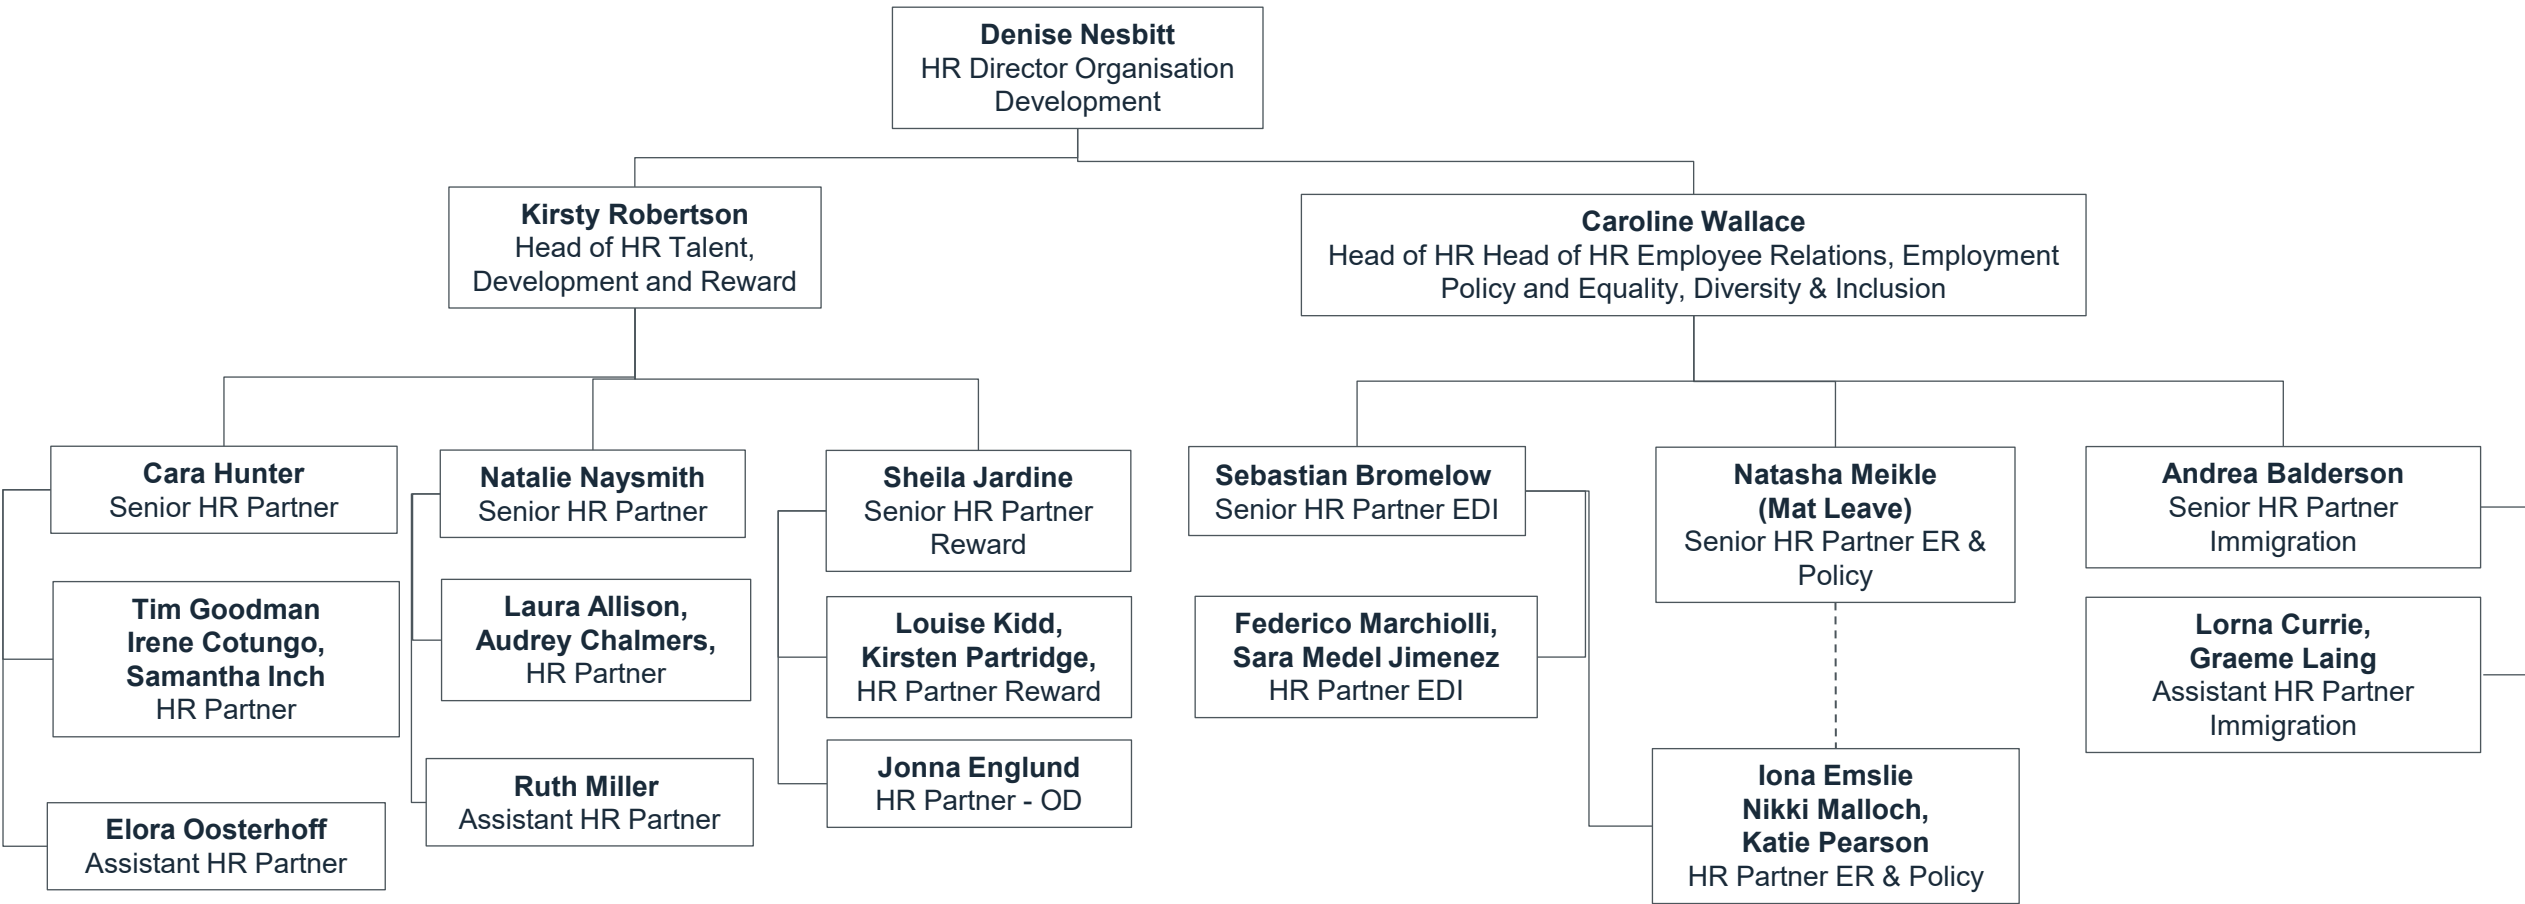 Denise Nesbitt
HR Director Organisation
Development
Kirsty Robertson
Head of HR Talent,
Development and Reward
Caroline Wallace
Head of HR Head of HR Employee Relations, Employment
Policy and Equality, Diversity & Inclusion
Cara Hunter
Senior HR Partner
Natalie Naysmith
Senior HR Partner
Sheila Jardine
Senior HR Partner
Reward
Sebastian Bromelow
Senior HR Partner EDI
Natasha Meikle
(Mat Leave)
Senior HR Partner ER &
Policy
Andrea Balderson
Senior HR Partner
Immigration
Tim Goodman
Irene Cotungo,
Samantha Inch
HR Partner
Laura Allison,
Audrey Chalmers,
HR Partner
Louise Kidd,
Kirsten Partridge,
HR Partner Reward
Federico Marchiolli,
Sara Medel Jimenez
HR Partner EDI
Lorna Currie,
Graeme Laing
Assistant HR Partner
Immigration
Elora Oosterhoff
Assistant HR Partner
Ruth Miller
Assistant HR Partner
Jonna Englund
HR Partner - OD
Iona Emslie
Nikki Malloch,
Katie Pearson
HR Partner ER & Policy